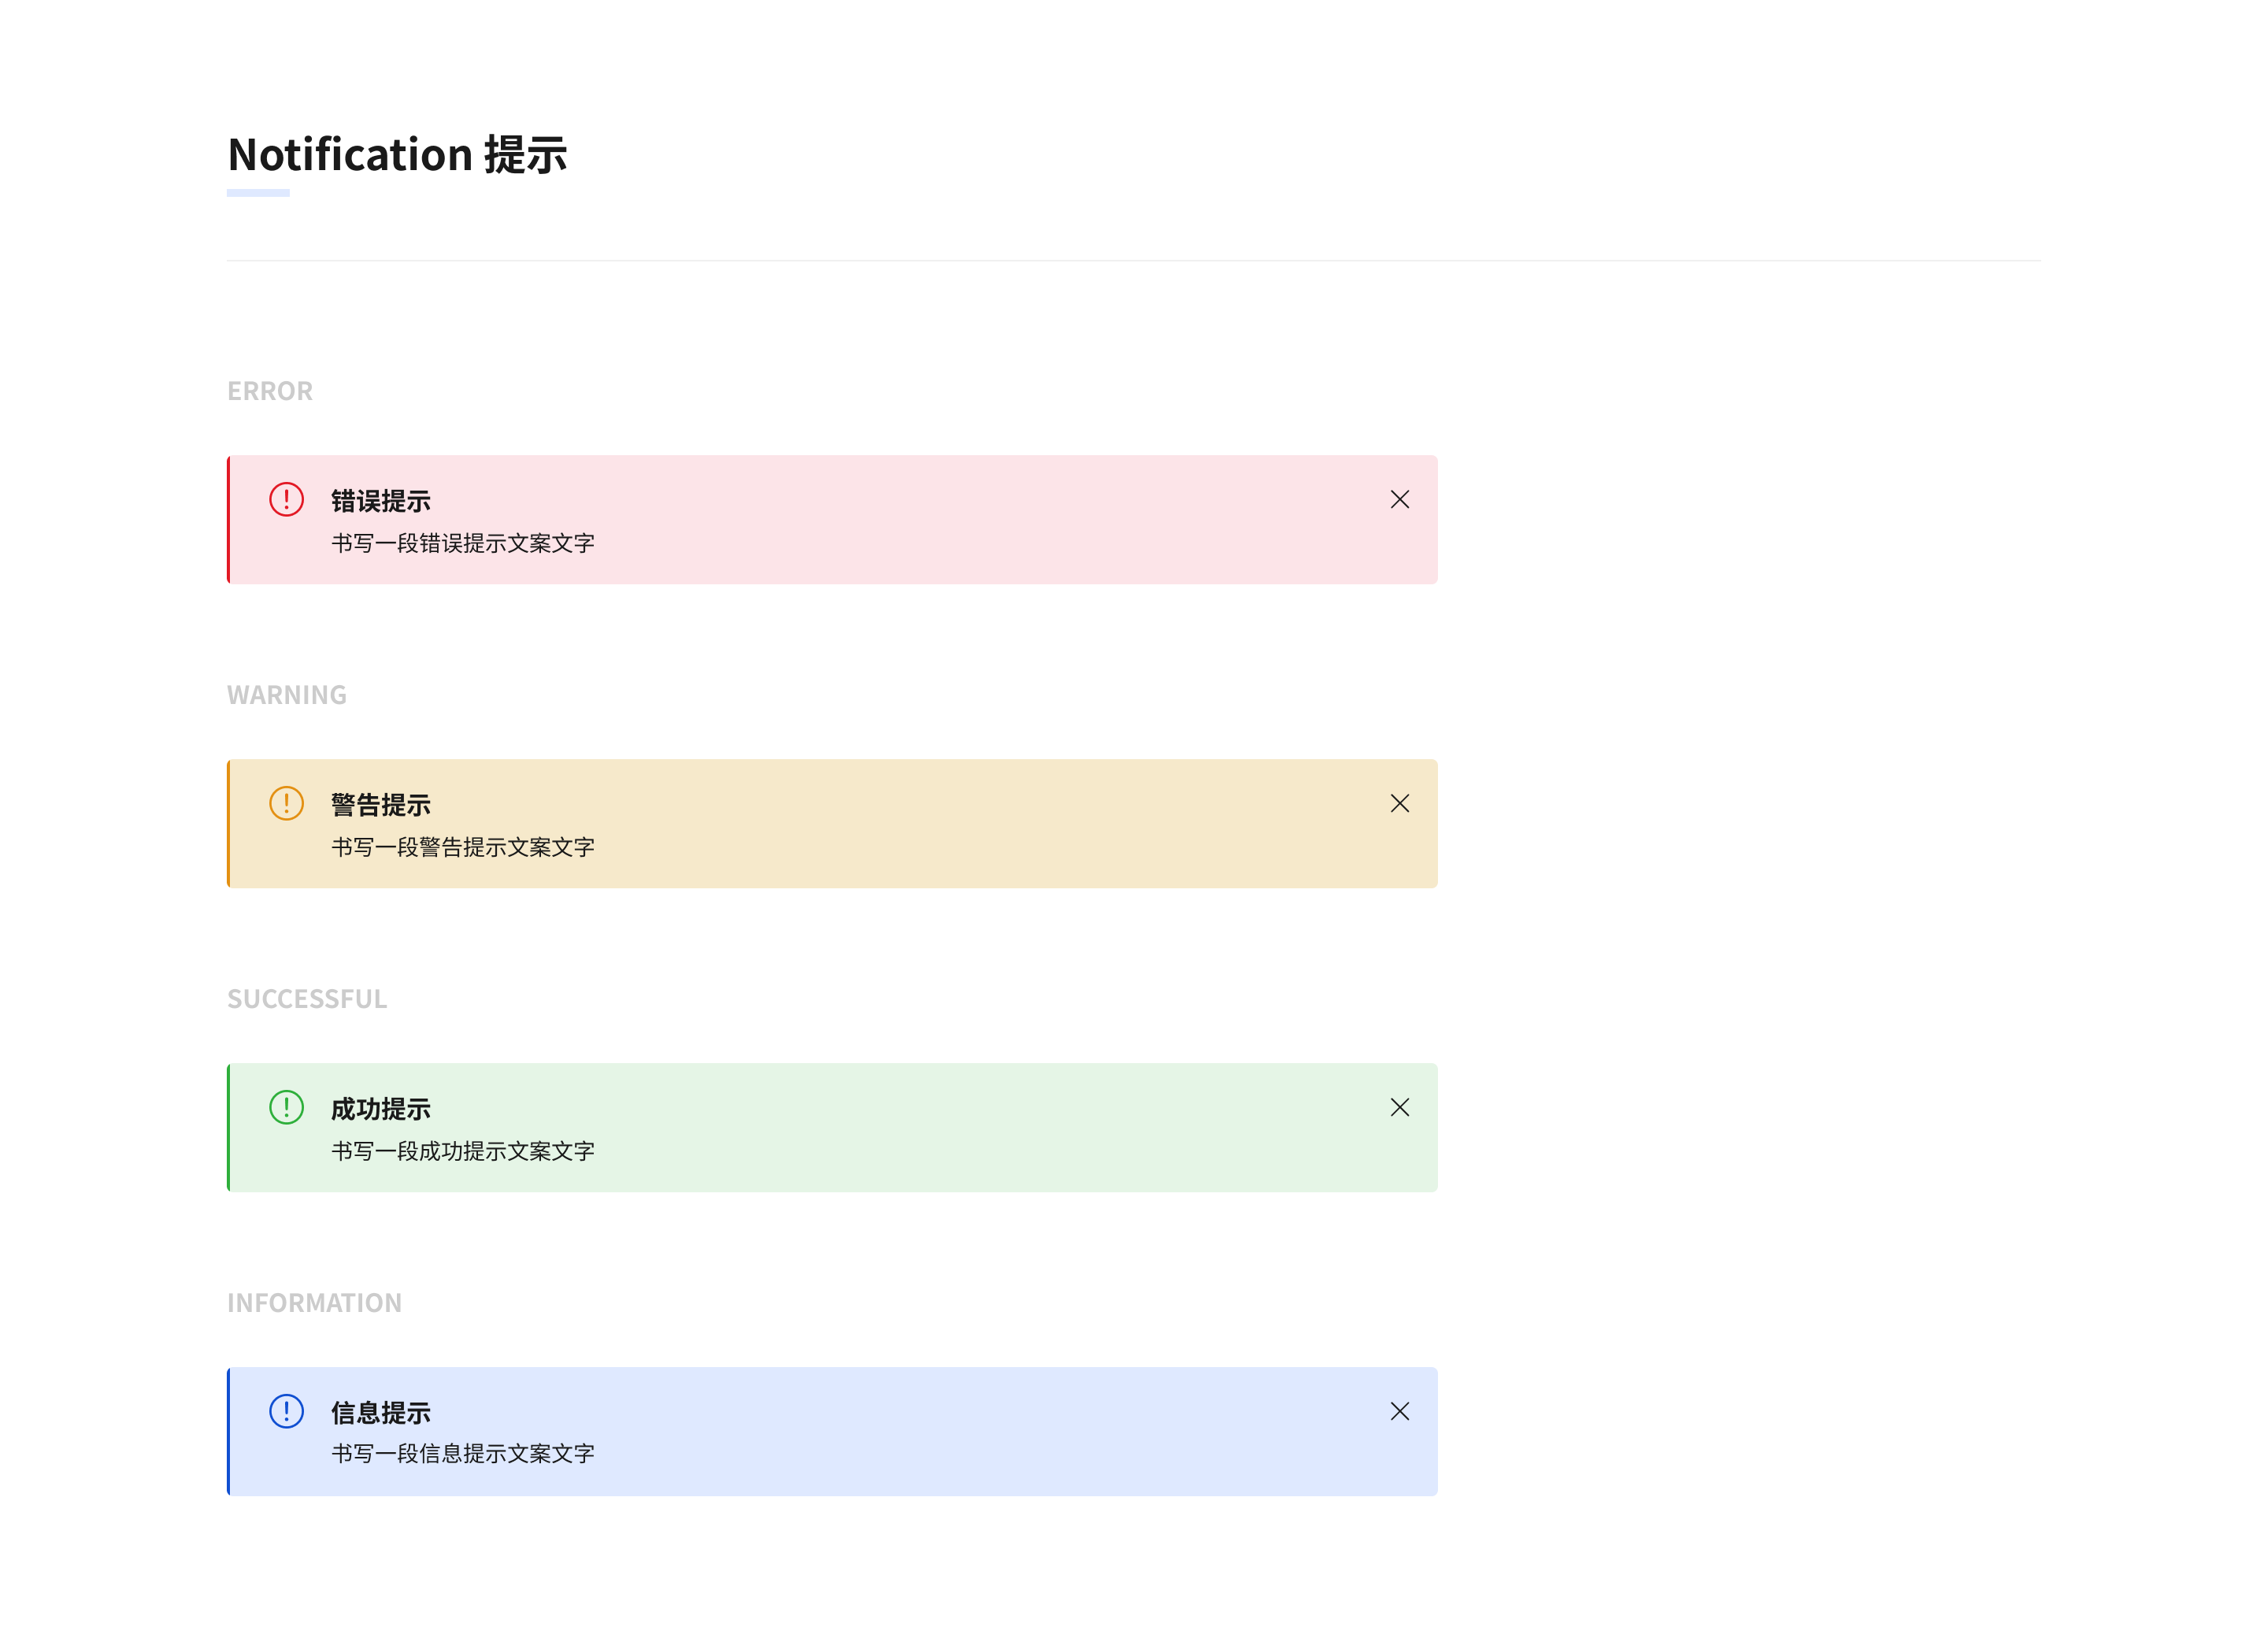 Notification 提示
ERROR
错误提示
书写一段错误提示文案文字
WARNING
警告提示
书写一段警告提示文案文字
SUCCESSFUL
成功提示
书写一段成功提示文案文字
INFORMATION
信息提示
书写一段信息提示文案文字